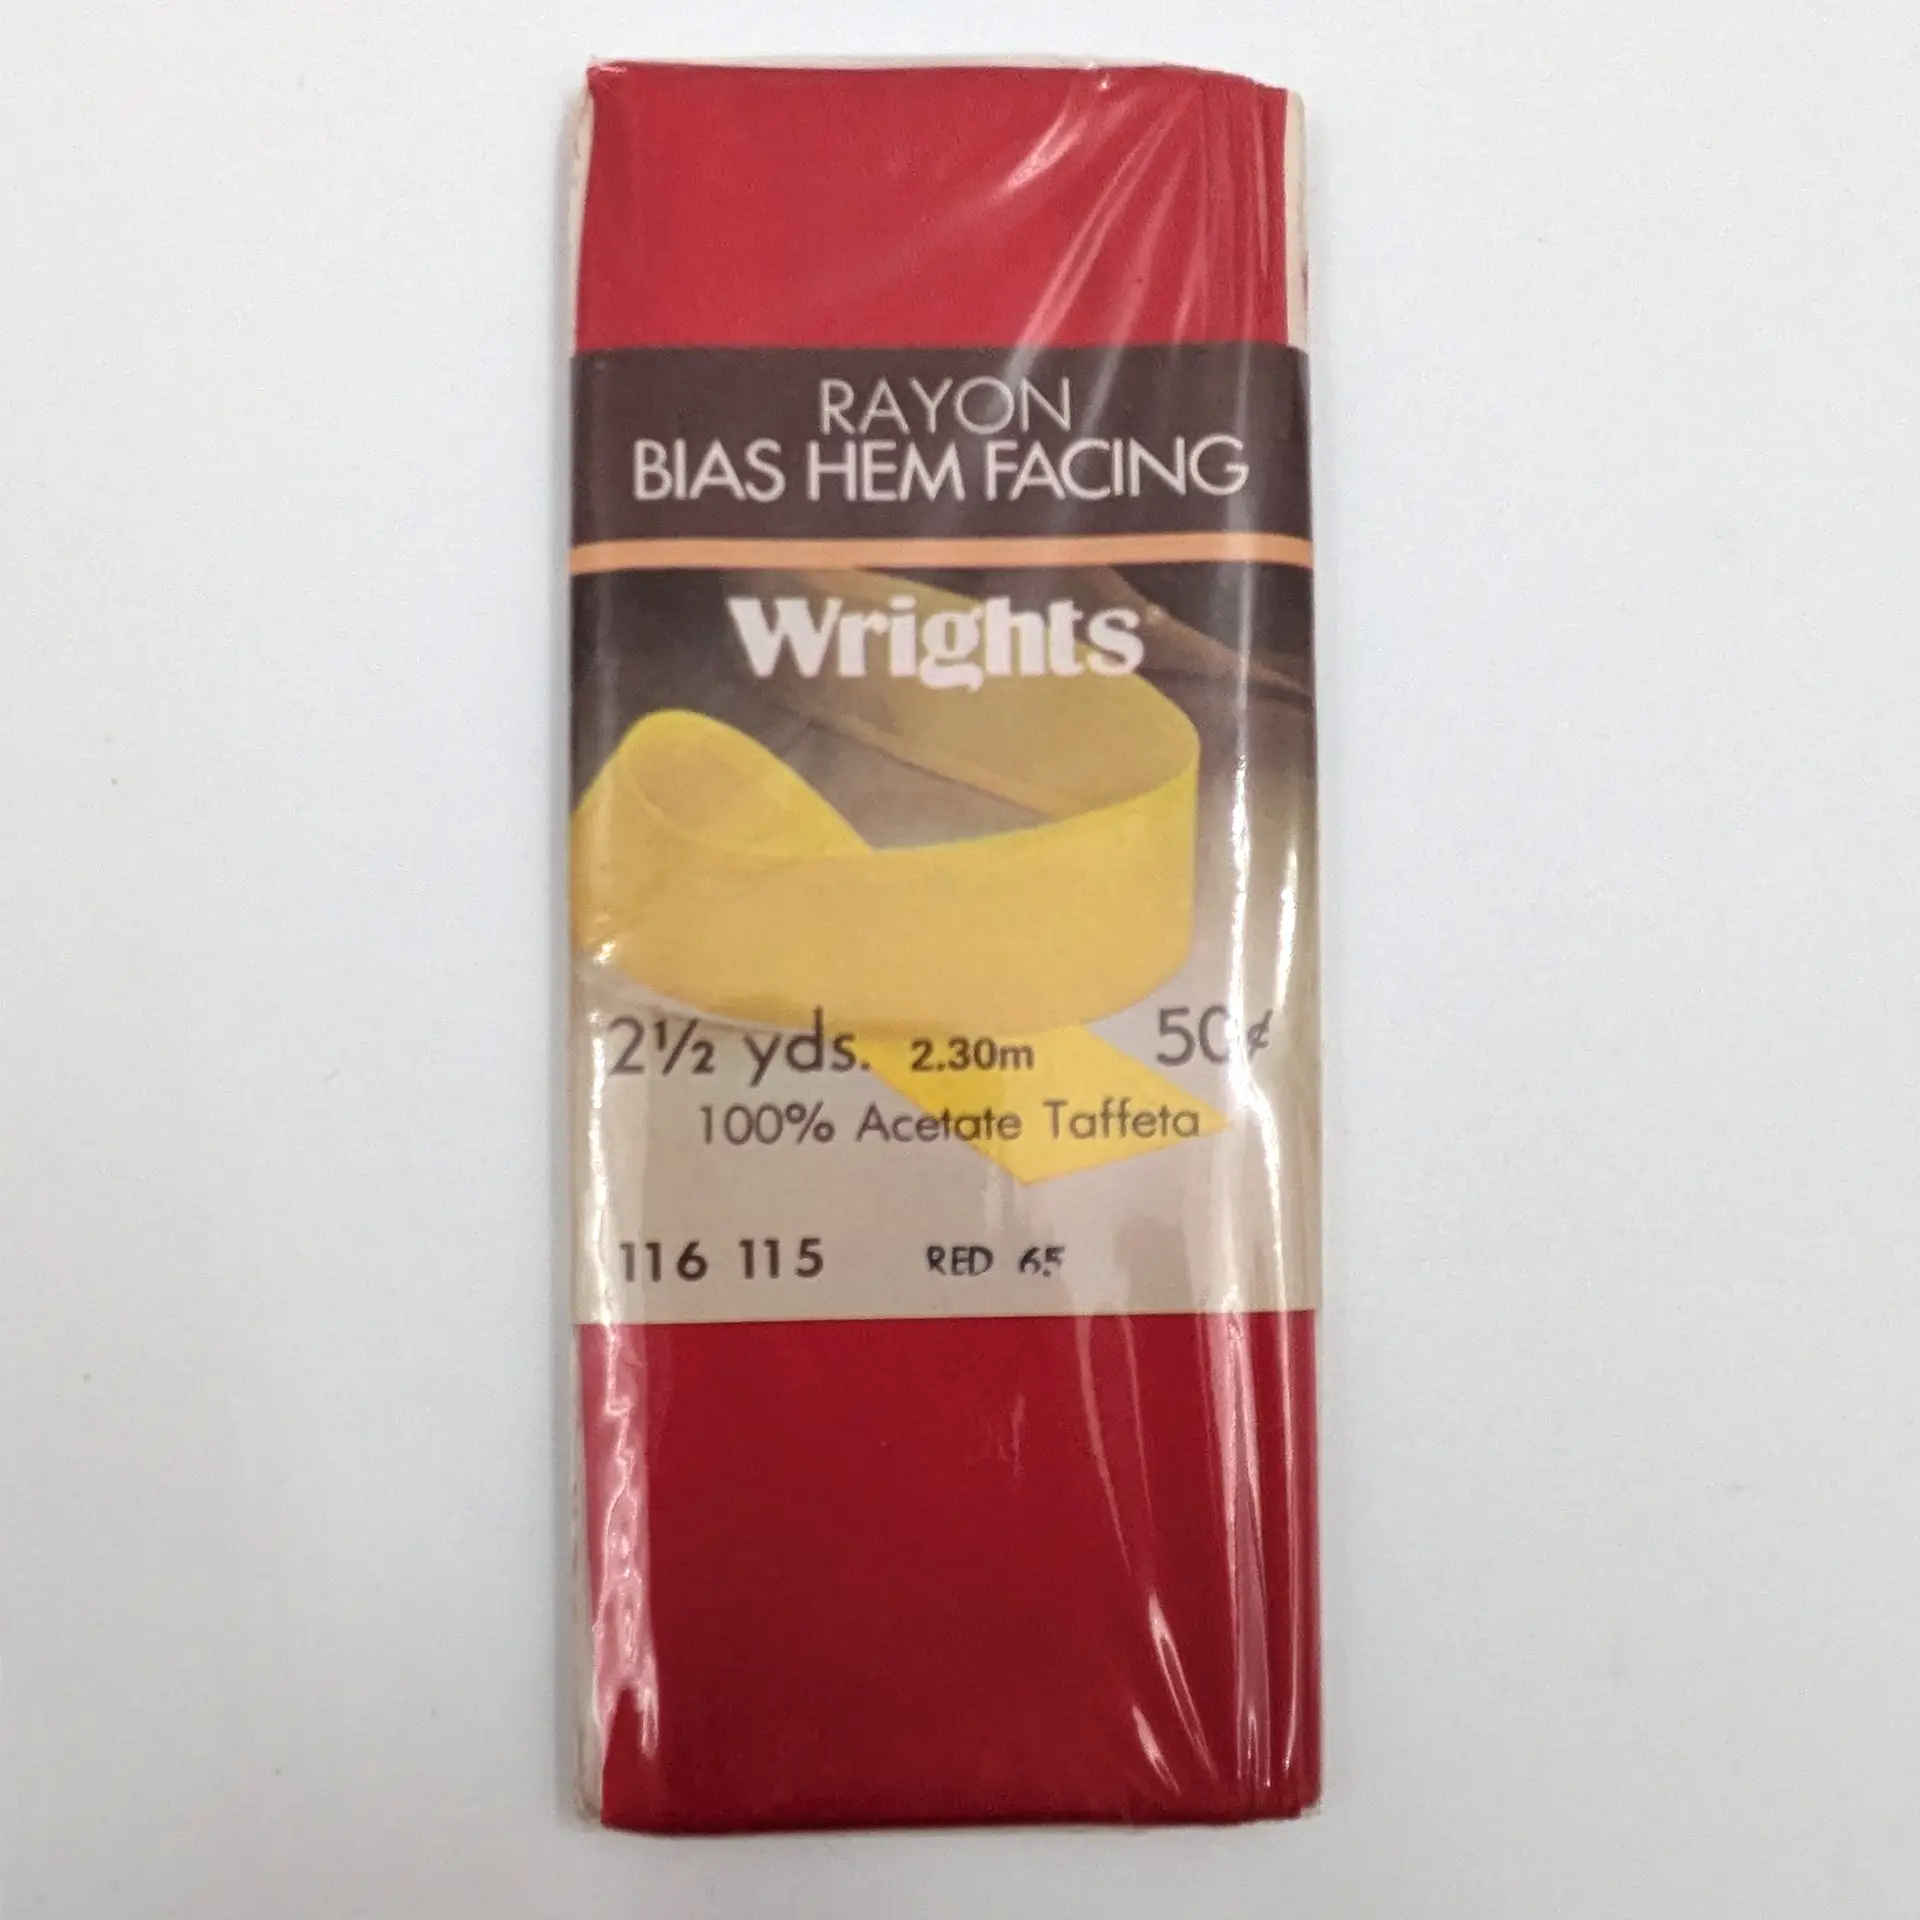 RAYON
BIAS HEM FACING
Wrights
2½ yds. 2.30m 50¢
100% Acetate Taffeta
116 115 RED 65